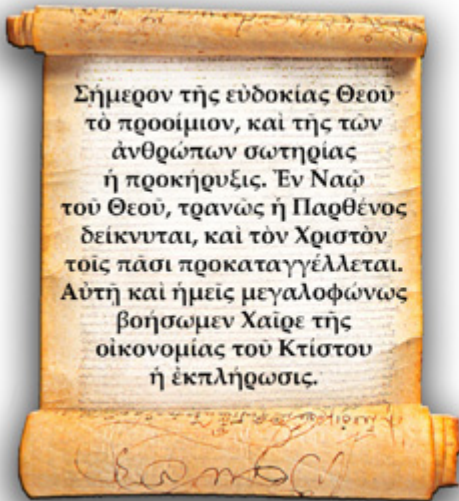 Σήμερον τῆς εὐδοκίας Θεοῦ
τὸ προοίμιον, καὶ τῆς τῶν
ἀνθρώπων σωτηρίας
ἡ προκήρυξις. Ἐν Ναῷ
τοῦ Θεοῦ, τρανῶς ἡ Παρθένος
δείκνυται, καὶ τὸν Χριστὸν
τοῖς πᾶσι προκαταγγέλλεται.
Αὐτῇ καὶ ἡμεῖς μεγαλοφώνως
βοήσωμεν Χαῖρε τῆς
οἰκονομίας τοῦ Κτίστου
ἡ ἐκπλήρωσις.